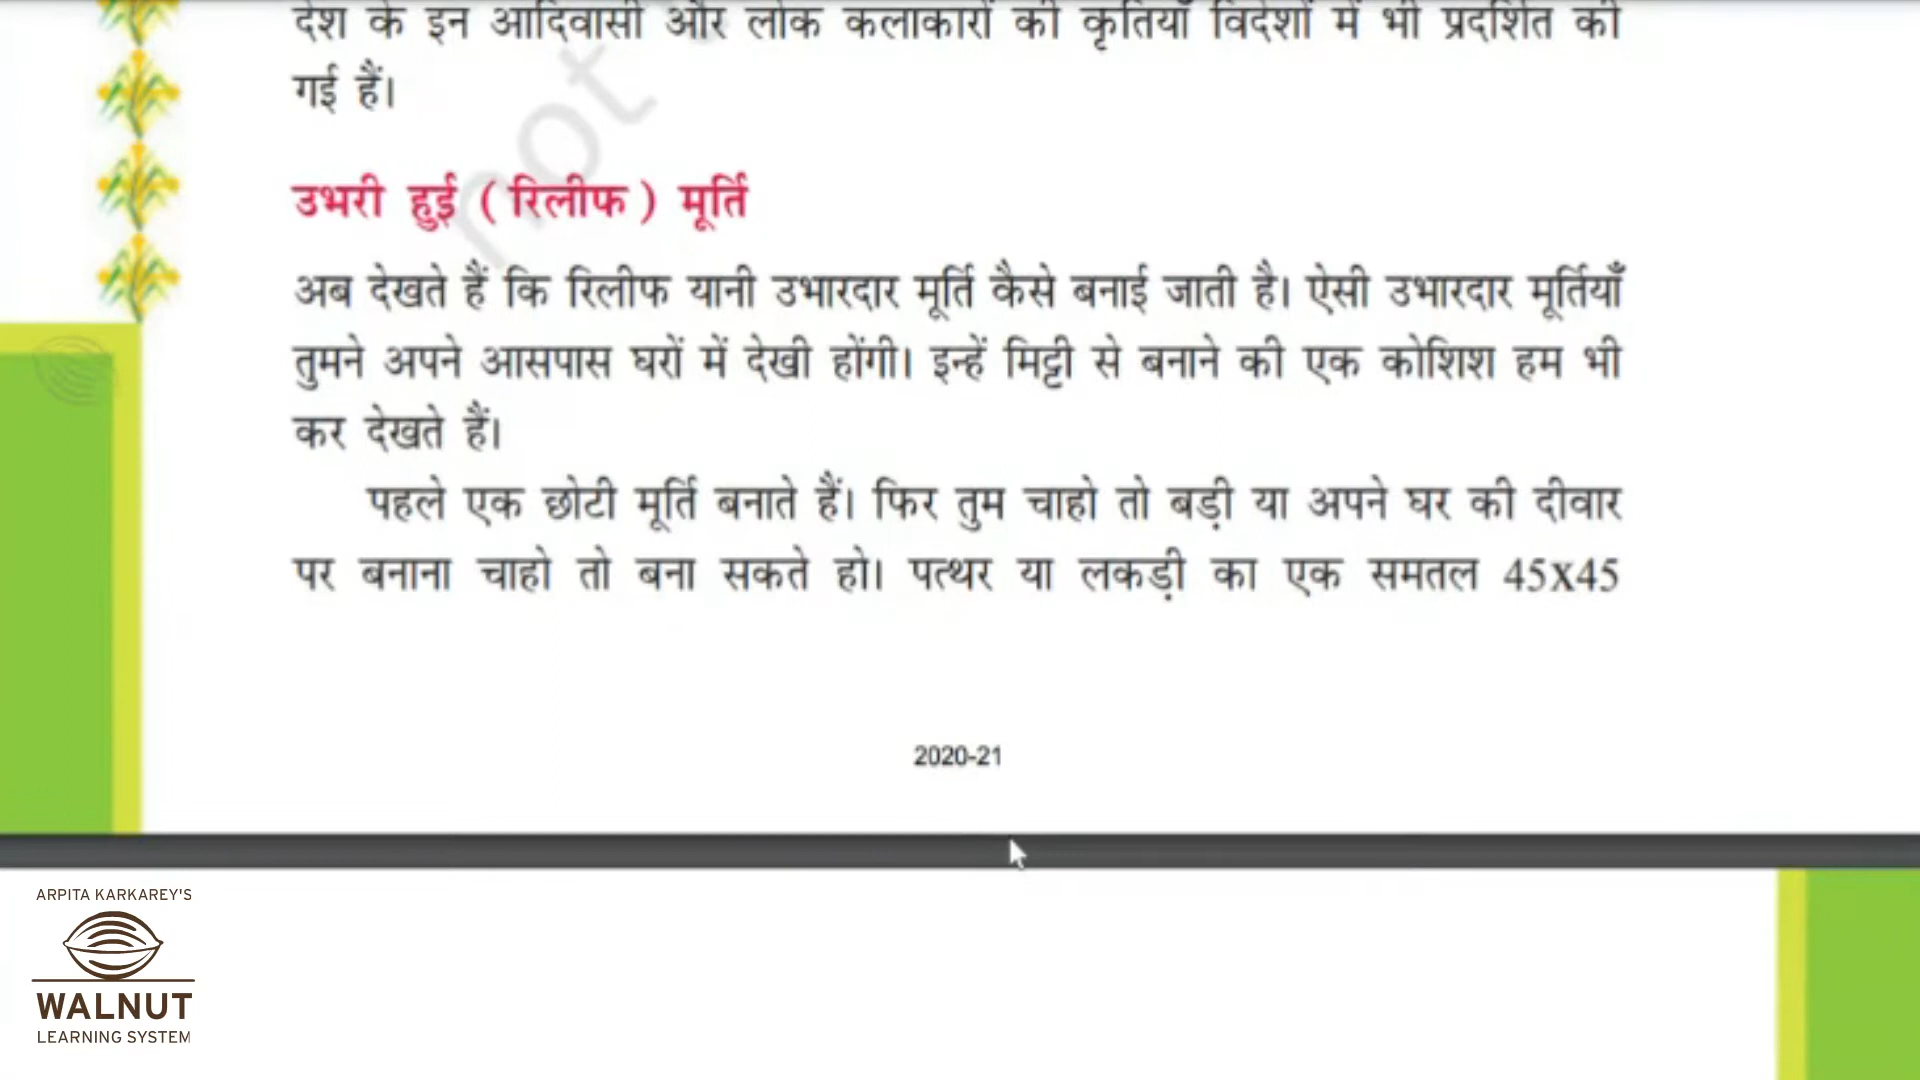 देश के इन आदिवासी और लोक कलाकारों की कृतियाँ विदेशों में भी प्रदर्शित की
गई हैं।
not
उभरी हुई (रिलीफ) मूर्ति
अब देखते हैं कि रिलीफ यानी उभारदार मूर्ति कैसे बनाई जाती है। ऐसी उभारदार मूर्तियाँ
तुमने अपने आसपास घरों में देखी होंगी। इन्हें मिट्टी से बनाने की एक कोशिश हम भी
कर देखते हैं।
पहले एक छोटी मूर्ति बनाते हैं। फिर तुम चाहो तो बड़ी या अपने घर की दीवार
पर बनाना चाहो तो बना सकते हो। पत्थर या लकड़ी का एक समतल 45x45
2020-21
ARPITA KARKAREY'S
WALNUT
LEARNING SYSTEM